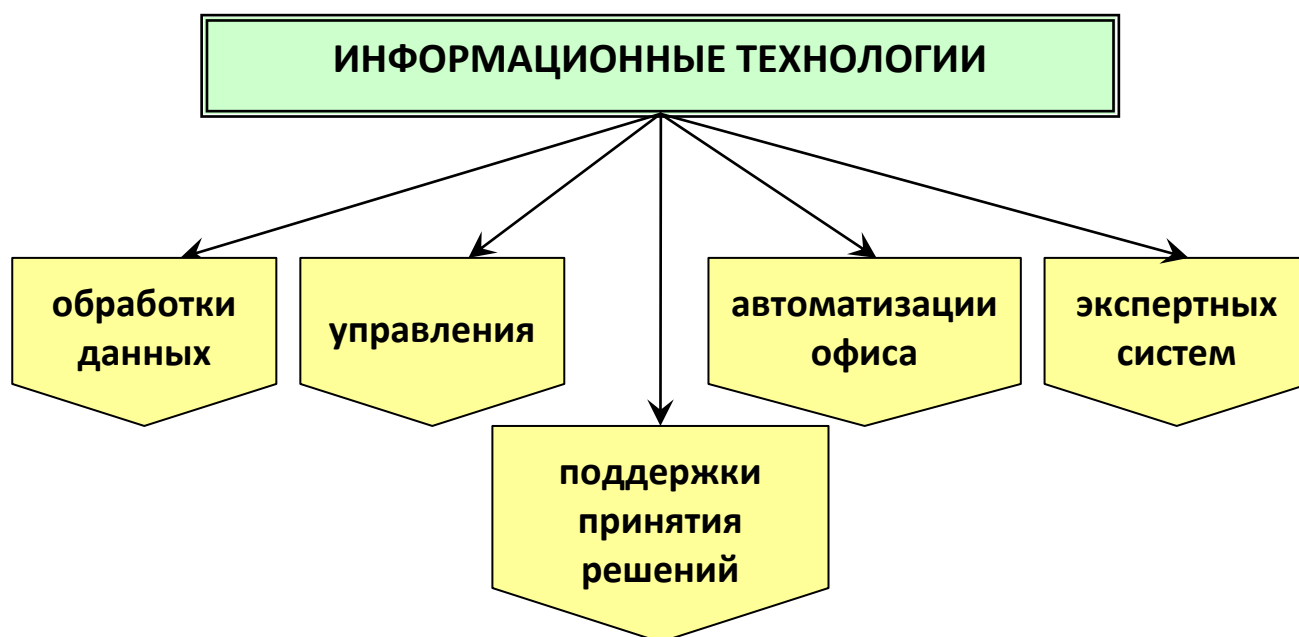 ИНФОРМАЦИОННЫЕ ТЕХНОЛОГИИ
обработки
данных
управления
поддержки
принятия
решений
автоматизации
офиса
экспертных
систем